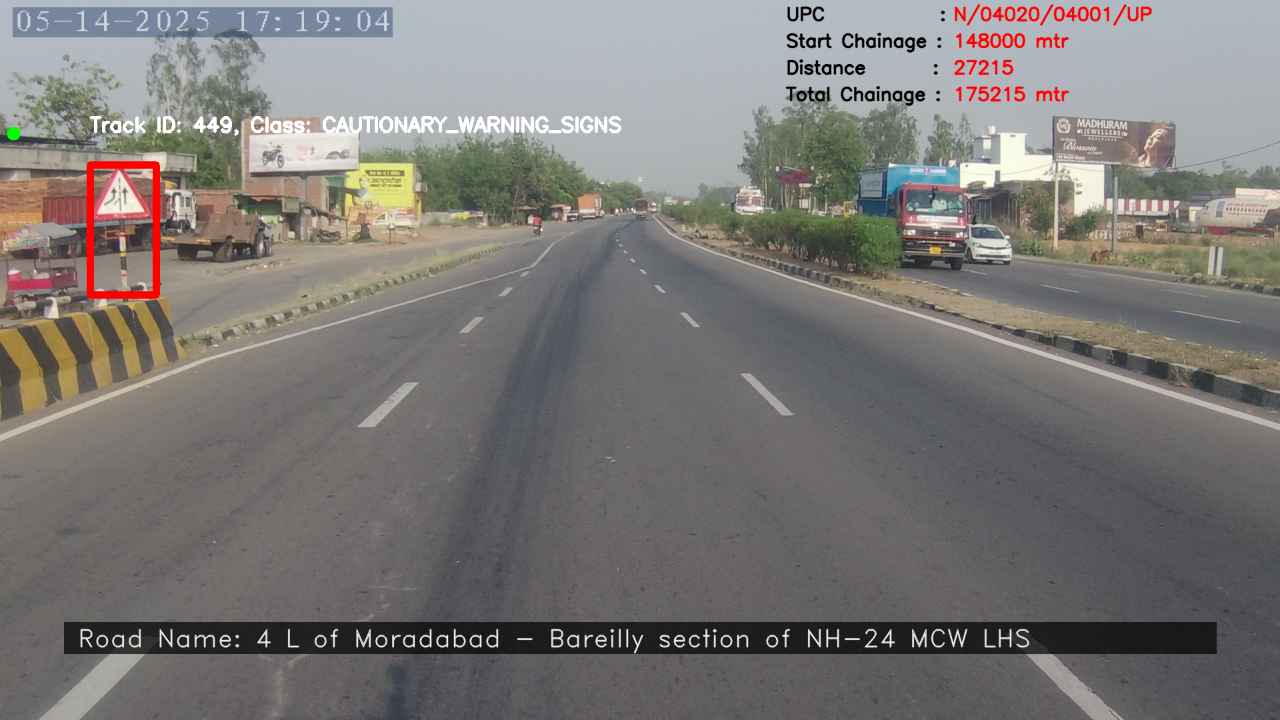 05-14-2025 17:19:04
UPC : N/04020/04001/UP
Start Chainage : 148000 mtr
Distance : 27215
Total Chainage : 175215 mtr
Track ID: 449, Class: CAUTIONARY_WARNING_SIGNS
MADHURAM
JEWELLERS
Blossom
Road Name: 4 L of Moradabad - Bareilly section of NH-24 MCW LHS